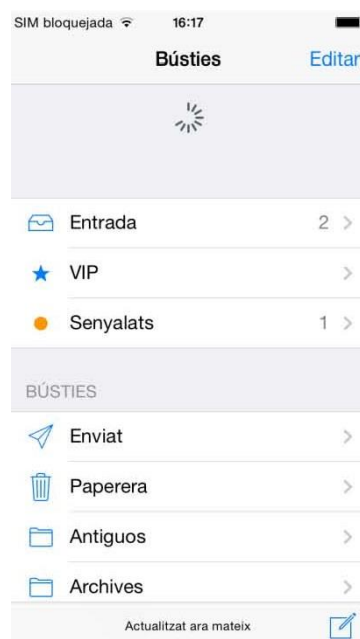 SIM bloquejada 16:17
Bústies Editar
Entrada 2
VIP
Senyalats 1
BÚSTIES
Enviat
Paperera
Antiguos
Archives
Actualitzat ara mateix